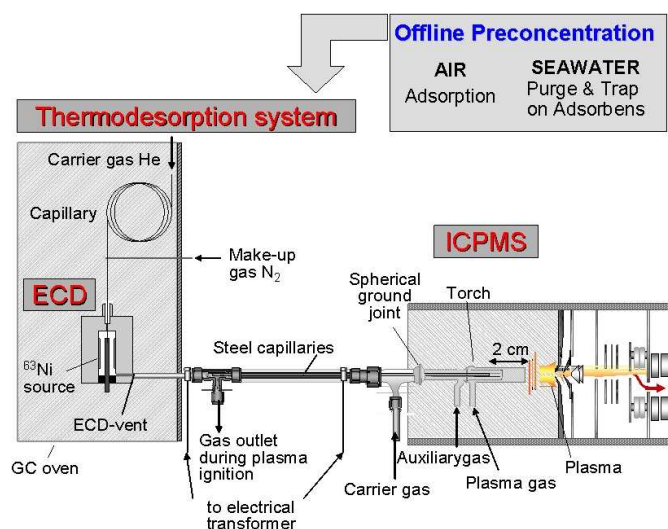 Offline Preconcentration
AIR
Adsorption
SEAWATER
Purge & Trap
on Adsorbens
Thermodesorption system
Carrier gas He
Capillary
Make-up
gas N2
ICPMS
ECD
Spherical
ground
joint
Torch
2 cm
63Ni
source
Steel capillaries
ECD-vent
Gas outlet
during plasma
ignition
Auxiliarygas
Plasma
GC oven
Carrier gas
Plasma gas
to electrical
transformer